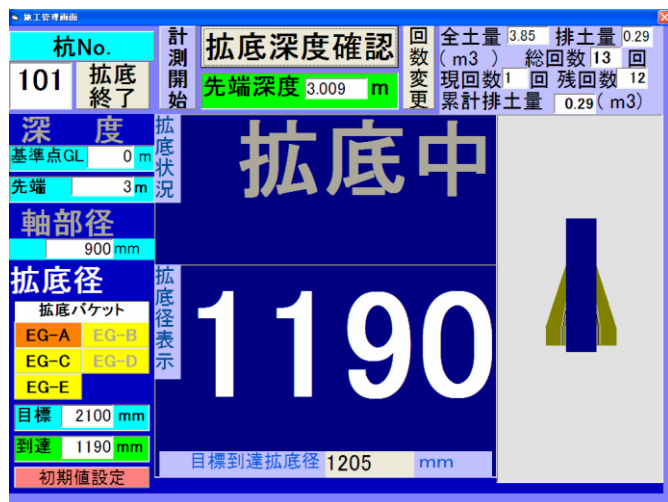 施工管理画面
杭No.
101
拡底終了
計測開始
拡底深度確認
先端深度 3.009 m
回数変更
全土量 3.85 排土量 0.29
( m3 ) 総回数 13 回
現回数 1 回 残回数 12
累計排土量 0.29 ( m3)
深 度
基準点GL 0 m
先端 3 m
軸部径
900 mm
拡底径
拡底バケット
EG-A EG-B
EG-C EG-D
EG-E
目標 2100 mm
到達 1190 mm
初期値設定
拡底状況
拡底中
拡底径表示
1190
目標到達拡底径 1205 mm